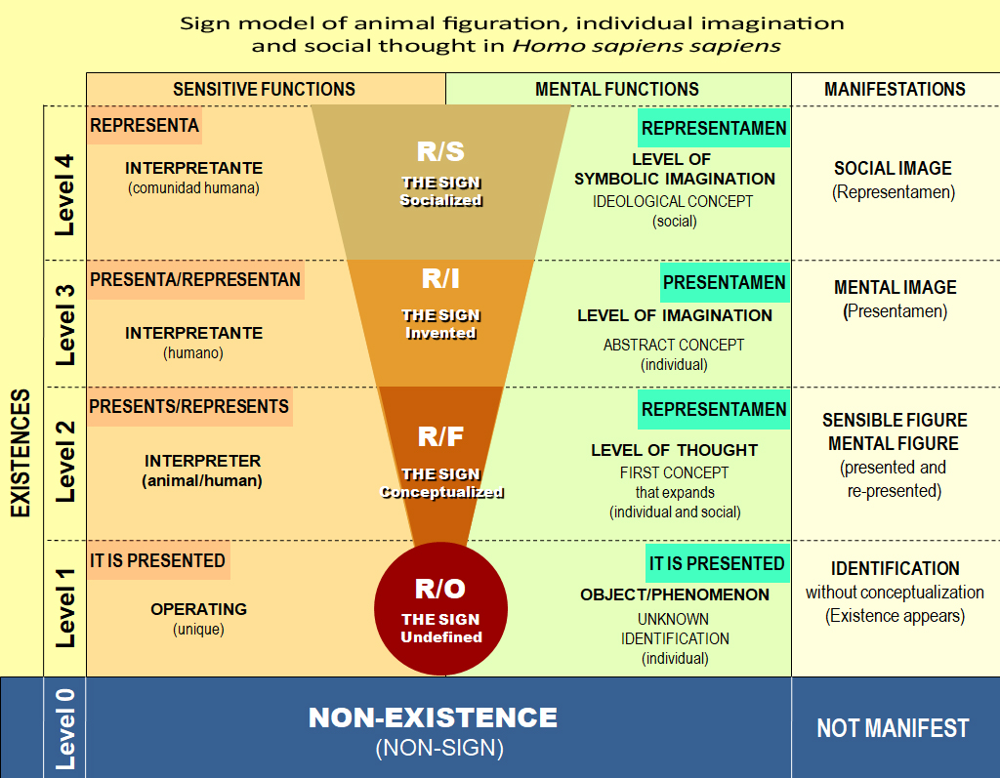 Sign model of animal figuration, individual imagination
and social thought in Homo sapiens sapiens
SENSITIVE FUNCTIONS
MENTAL FUNCTIONS
MANIFESTATIONS
EXISTENCES
Level 4
REPRESENTA
INTERPRETANTE
(comunidad humana)
R/S
THE SIGN
Socialized
REPRESENTAMEN
LEVEL OF
SYMBOLIC IMAGINATION
IDEOLOGICAL CONCEPT
(social)
SOCIAL IMAGE
(Representamen)
Level 3
PRESENTA/REPRESENTAN
INTERPRETANTE
(humano)
R/I
THE SIGN
Invented
PRESENTAMEN
LEVEL OF IMAGINATION
ABSTRACT CONCEPT
(individual)
MENTAL IMAGE
(Presentamen)
Level 2
PRESENTS/REPRESENTS
INTERPRETER
(animal/human)
R/F
THE SIGN
Conceptualized
REPRESENTAMEN
LEVEL OF THOUGHT
FIRST CONCEPT
that expands
(individual and social)
SENSIBLE FIGURE
MENTAL FIGURE
(presented and
re-presented)
Level 1
IT IS PRESENTED
OPERATING
(unique)
R/O
THE SIGN
Undefined
IT IS PRESENTED
OBJECT/PHENOMENON
UNKNOWN
IDENTIFICATION
(individual)
IDENTIFICATION
without conceptualization
(Existence appears)
Level 0
NON-EXISTENCE
(NON-SIGN)
NOT MANIFEST